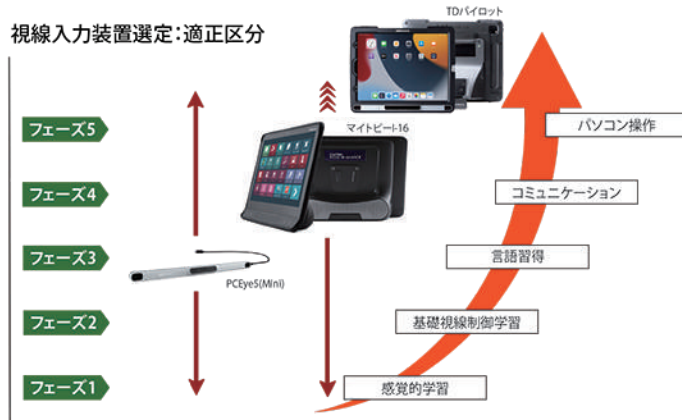 視線入力装置選定：適正区分
TDパイロット
マイトビーI-16
フェーズ5
パソコン操作
フェーズ4
コミュニケーション
フェーズ3
言語習得
PCEye5(Mini)
フェーズ2
基礎視線制御学習
フェーズ1
感覚的学習